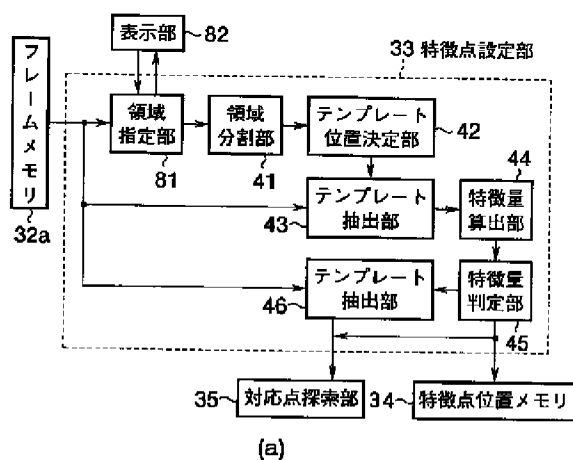 表示部
82
フレームメモリ
32a
33 特徴点設定部
領域
指定部
81
領域
分割部
41
テンプレート
位置決定部
42
テンプレート
抽出部
43
特徴量
算出部
44
テンプレート
抽出部
46
特徴量
判定部
45
35
対応点探索部
34
特徴点位置メモリ
(a)